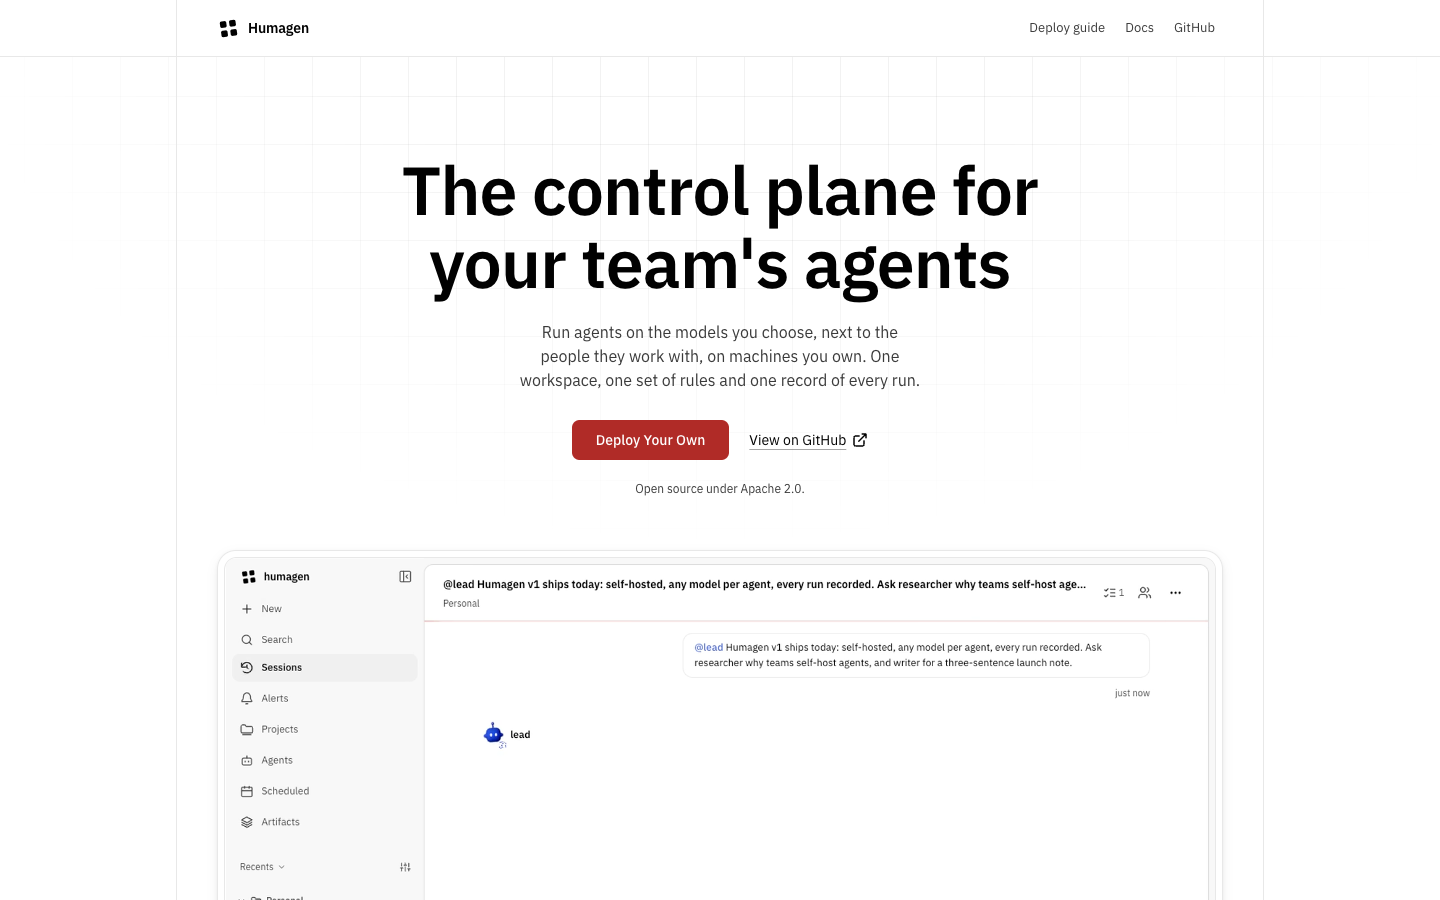 Humagen
Deploy guide
Docs
GitHub
The control plane for
your team's agents
Run agents on the models you choose, next to the
people they work with, on machines you own. One
workspace, one set of rules and one record of every run.
Deploy Your Own
View on GitHub
Open source under Apache 2.0.
humagen
New
Search
Sessions
Alerts
Projects
Agents
Scheduled
Artifacts
Recents
Personal
@lead Humagen v1 ships today: self-hosted, any model per agent, every run recorded. Ask researcher why teams self-host age...
Personal
1
@lead Humagen v1 ships today: self-hosted, any model per agent, every run recorded. Ask
researcher why teams self-host agents, and writer for a three-sentence launch note.
just now
lead